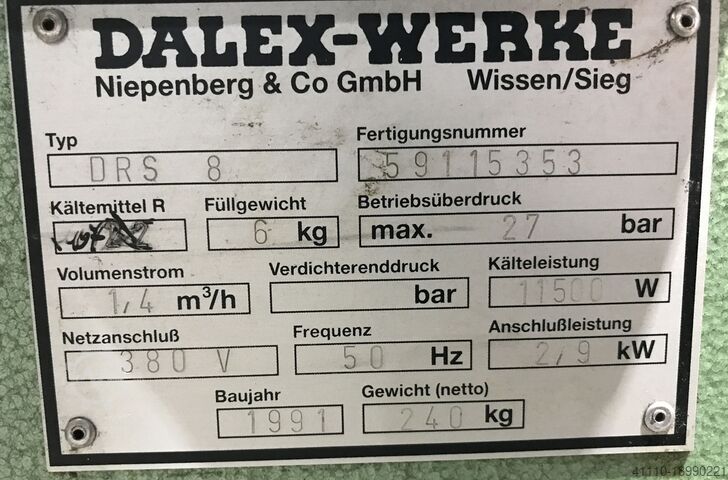 DALEX-WERKE
Niepenberg & Co GmbH Wissen/Sieg
Typ Fertigungsnummer
DRS 8 59115353
Kältemittel R Füllgewicht Betriebsüberdruck
6 kg max. 27 bar
Volumenstrom Verdichterenddruck Kälteleistung
1,4 m³/h bar 11500 W
Netzanschluß Frequenz Anschlußleistung
380 V 50 Hz 2,9 kW
Baujahr Gewicht (netto)
1991 240 kg
41110-18990221